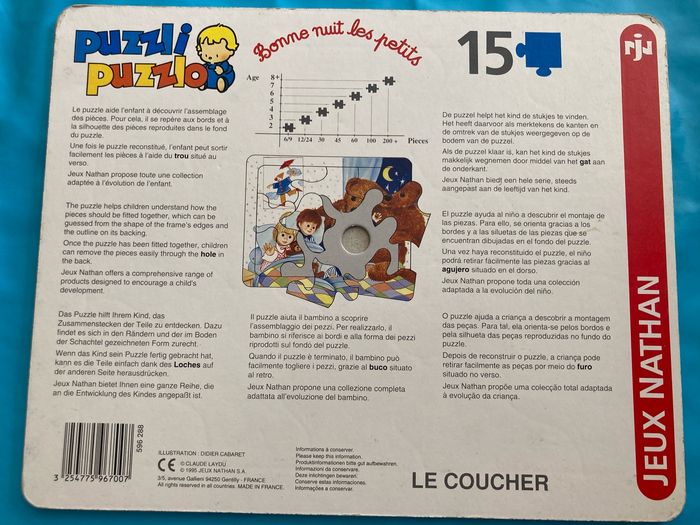 puzzli
puzzlo
Bonne nuit les petits
15
Age 8+
7
6
5
4
3
2
6/9 12/24 30 45 60 100 200 + Pieces
Le puzzle aide l'enfant à découvrir l'assemblage
des pièces. Pour cela, il se repère aux bords et à
la silhouette des pièces reproduites dans le fond
du puzzle.
Une fois le puzzle reconstitué, l'enfant peut sortir
facilement les pièces à l'aide du trou situé au
verso.
Jeux Nathan propose toute une collection
adaptée à l'évolution de l'enfant.
The puzzle helps children understand how the
pieces should be fitted together, which can be
guessed from the shape of the frame's edges and
the outline on its backing.
Once the puzzle has been fitted together, children
can remove the pieces easily through the hole in
the back.
Jeux Nathan offers a comprehensive range of
products designed to encourage a child's
development.
Das Puzzle hilft Ihrem Kind, das
Zusammenstecken der Teile zu entdecken. Dazu
findet es sich in den Rändern und der im Boden
der Schachtel gezeichneten Form zurecht.
Wenn das Kind sein Puzzle fertig gebracht hat,
kann es die Teile einfach dank des Loches auf
der anderen Seite herausdrücken.
Jeux Nathan bietet Ihnen eine ganze Reihe, die
an die Entwicklung des Kindes angepaßt ist.
Il puzzle aiuta il bambino a scoprire
l'assemblaggio dei pezzi. Per realizzarlo, il
bambino si riferisce ai bordi e alla forma dei pezzi
riprodotti sul fondo del puzzle.
Quando il puzzle è terminato, il bambino può
facilmente togliere i pezzi, grazie al buco situato
al retro.
Jeux Nathan propone una collezione completa
adattata all'evoluzione del bambino.
De puzzel helpt het kind de stukjes te vinden.
Het heeft daarvoor als merktekens de kanten en
de omtrek van de stukjes weergegeven op de
bodem van de puzzel.
Als de puzzel klaar is, kan het kind de stukjes
makkelijk wegnemen door middel van het gat aan
de onderkant.
Jeux Nathan biedt een hele serie, steeds
aangepast aan de leeftijd van het kind.
El puzzle ayuda al niño a descubrir el montaje de
las piezas. Para ello, se orienta gracias a los
bordes y a las siluetas de las piezas que se
encuentran dibujadas en el fondo del puzzle.
Una vez haya reconstituido el puzzle, el niño
podrá retirar fácilmente las piezas gracias al
agujero situado en el dorso.
Jeux Nathan propone toda una colección
adaptada a la evolución del niño.
O puzzle ajuda a criança a descobrir a montagem
das peças. Para tal, ela orienta-se pelos bordos e
pela silhueta das peças reproduzidas no fundo do
puzzle.
Depois de reconstruir o puzzle, a criança pode
retirar facilmente as peças por meio do furo
situado no verso.
Jeux Nathan propõe uma colecção total adaptada
à evolução da criança.
3 254775 967007
596 288
ILLUSTRATION : DIDIER CABARET
CE
© CLAUDE LAYDU
© 1995 JEUX NATHAN S.A.
3/5, avenue Gallieni 94250 Gentilly - FRANCE.
All rights reserved in all countries. MADE IN FRANCE.
Informations à conserver.
Please keep this information.
Produktinformationen bitte gut aufbewahren.
Informazioni da conservare.
Deze inlichtingen bewaren.
Conserve estas informaciones.
Informações a conservar.
LE COUCHER
JEUX NATHAN